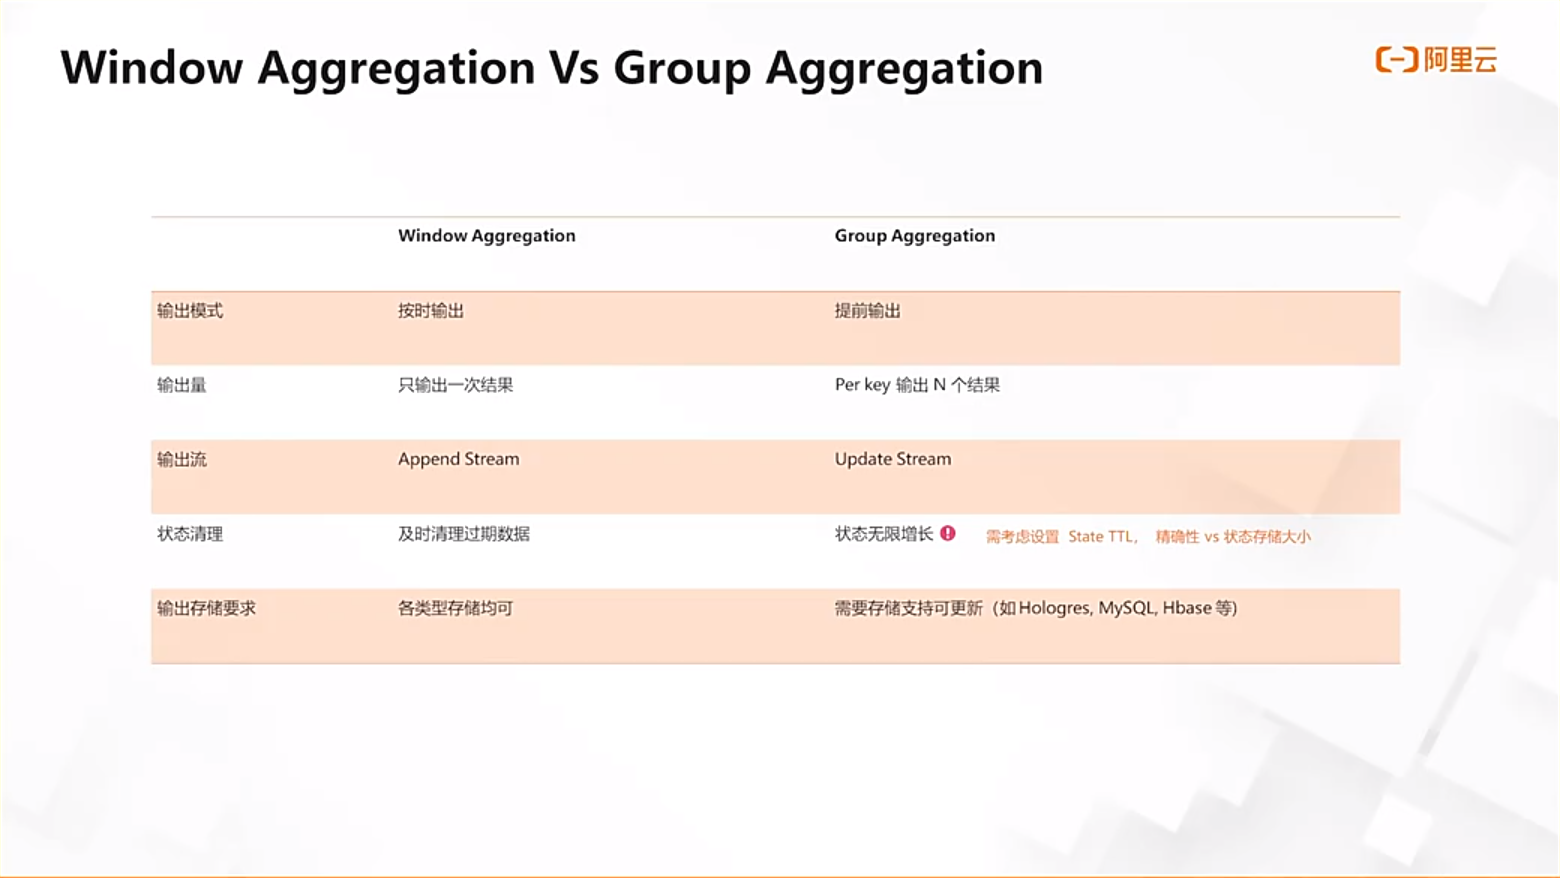 Window Aggregation Vs Group Aggregation
阿里云
Window Aggregation Group Aggregation
输出模式 按时输出 提前输出
输出量 只输出一次结果 Per key 输出 N 个结果
输出流 Append Stream Update Stream
状态清理 及时清理过期数据 状态无限增长 需考虑设置 State TTL， 精确性 vs 状态存储大小
输出存储要求 各类型存储均可 需要存储支持可更新（如 Hologres, MySQL, Hbase 等)